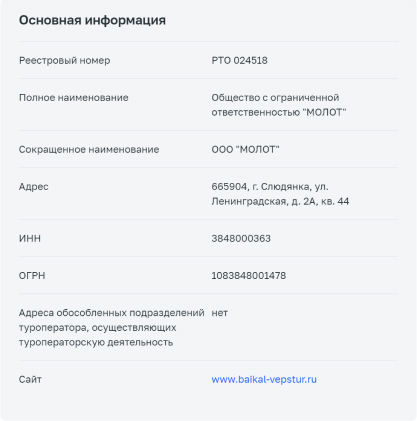 Основная информация
Реестровый номер РТО 024518
Полное наименование Общество с ограниченной
ответственностью "МОЛОТ"
Сокращенное наименование ООО "МОЛОТ"
Адрес 665904, г. Слюдянка, ул.
Ленинградская, д. 2А, кв. 44
ИНН 3848000363
ОГРН 1083848001478
Адреса обособленных подразделений нет
туроператора, осуществляющих
туроператорскую деятельность
Сайт www.baikal-vepstur.ru